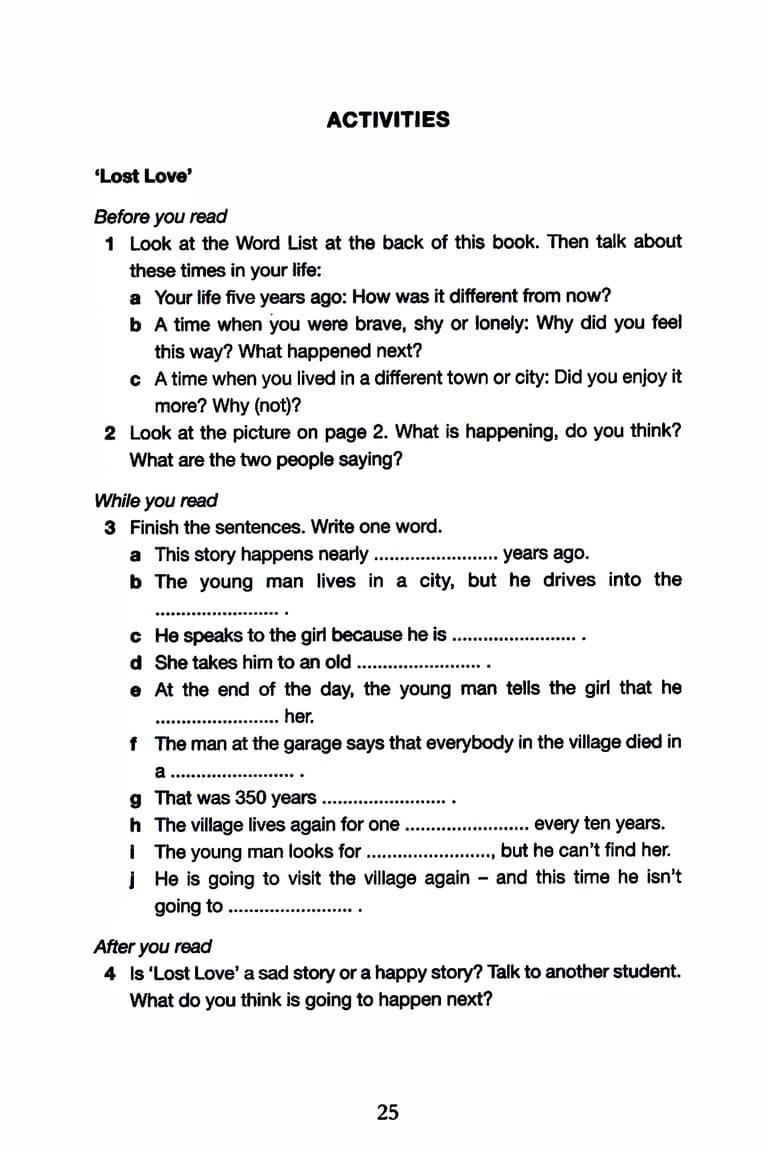 ACTIVITIES
‘Lost Love’
Before you read
1 Look at the Word List at the back of this book. Then talk about
these times in your life:
a Your life five years ago: How was it different from now?
b A time when you were brave, shy or lonely: Why did you feel
this way? What happened next?
c A time when you lived in a different town or city: Did you enjoy it
more? Why (not)?
2 Look at the picture on page 2. What is happening, do you think?
What are the two people saying?
While you read
3 Finish the sentences. Write one word.
a This story happens nearly ........................ years ago.
b The young man lives in a city, but he drives into the
........................ .
c He speaks to the girl because he is ........................ .
d She takes him to an old ........................ .
e At the end of the day, the young man tells the girl that he
........................ her.
f The man at the garage says that everybody in the village died in
a ........................ .
g That was 350 years ........................ .
h The village lives again for one ........................ every ten years.
i The young man looks for ........................, but he can’t find her.
j He is going to visit the village again – and this time he isn’t
going to ........................ .
After you read
4 Is ‘Lost Love’ a sad story or a happy story? Talk to another student.
What do you think is going to happen next?
25